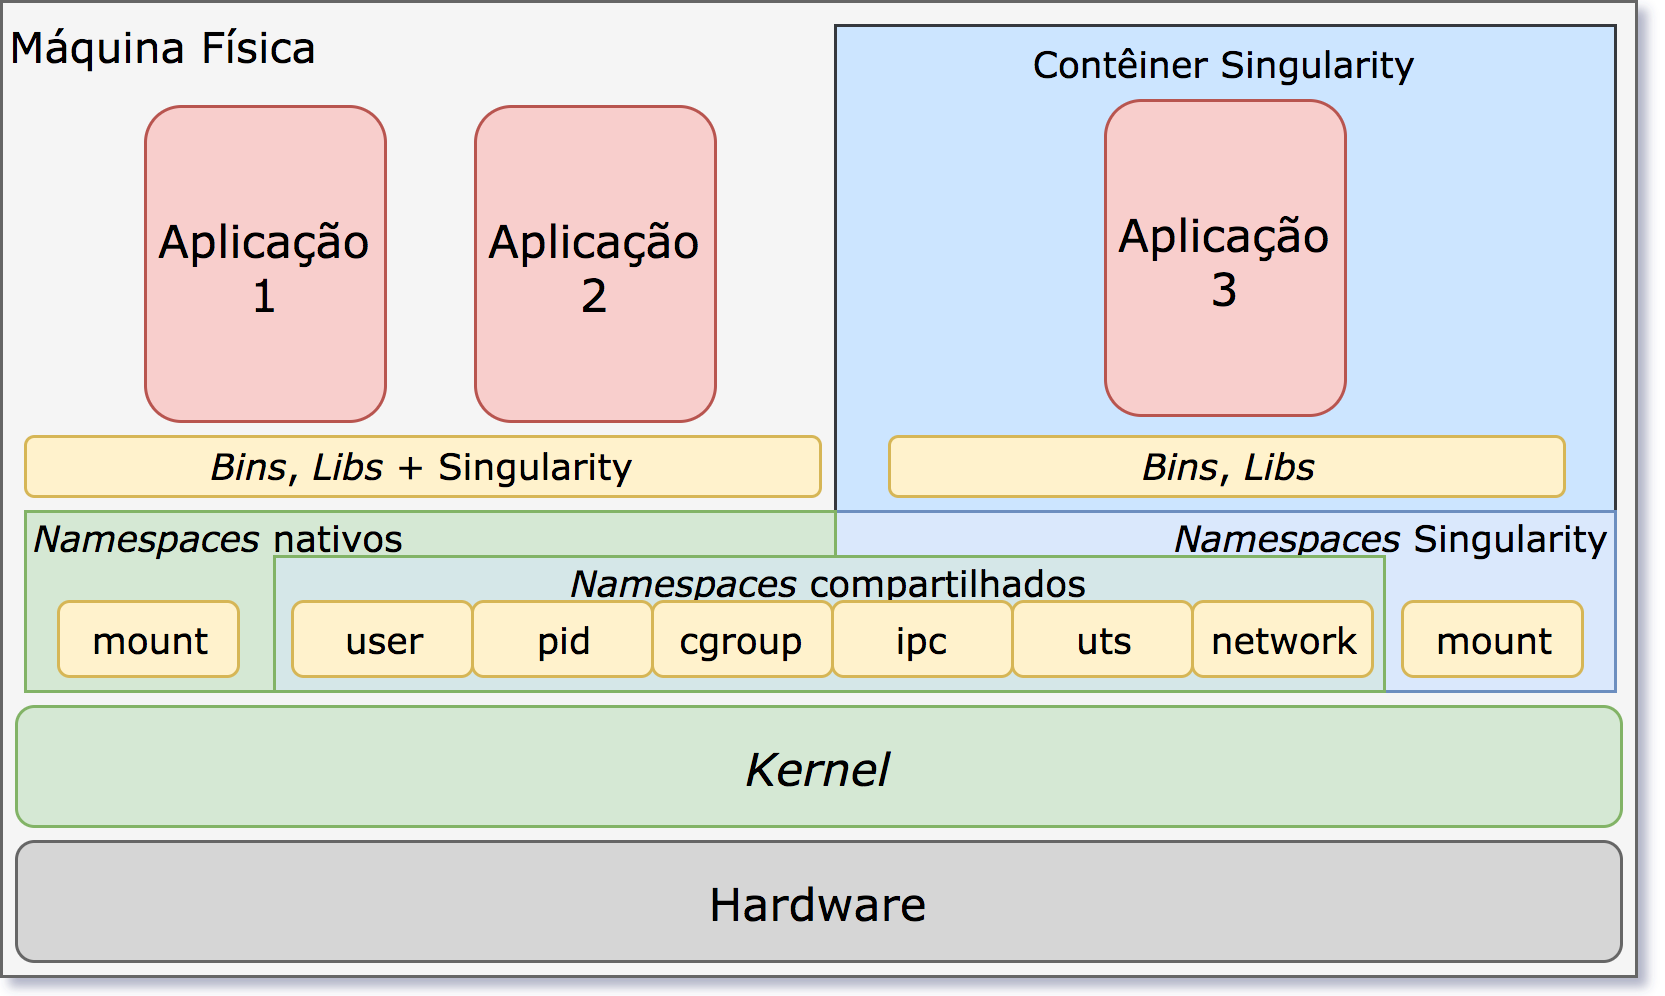 Máquina Física
Contêiner Singularity
Aplicação
1
Aplicação
2
Aplicação
3
Bins, Libs + Singularity
Bins, Libs
Namespaces nativos
Namespaces Singularity
Namespaces compartilhados
mount
user
pid
cgroup
ipc
uts
network
mount
Kernel
Hardware